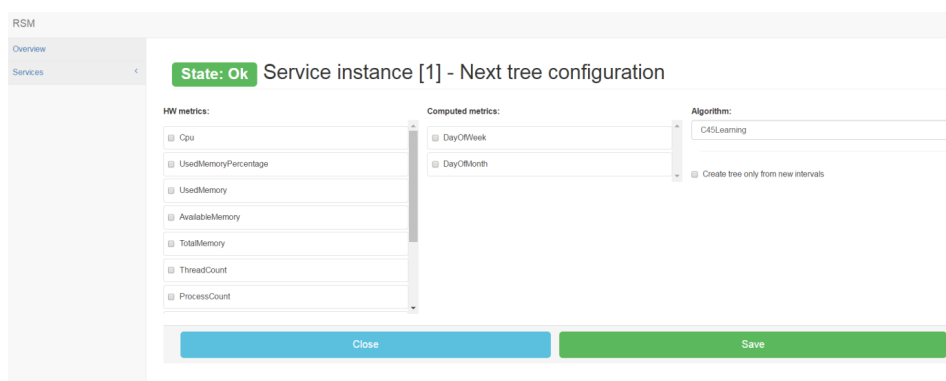 RSM
Overview
Services
State: Ok Service instance [1] - Next tree configuration
HW metrics:
Cpu
UsedMemoryPercentage
UsedMemory
AvailableMemory
TotalMemory
ThreadCount
ProcessCount
Computed metrics:
DayOfWeek
DayOfMonth
Algorithm:
C45Learning
Create tree only from new intervals
Close
Save